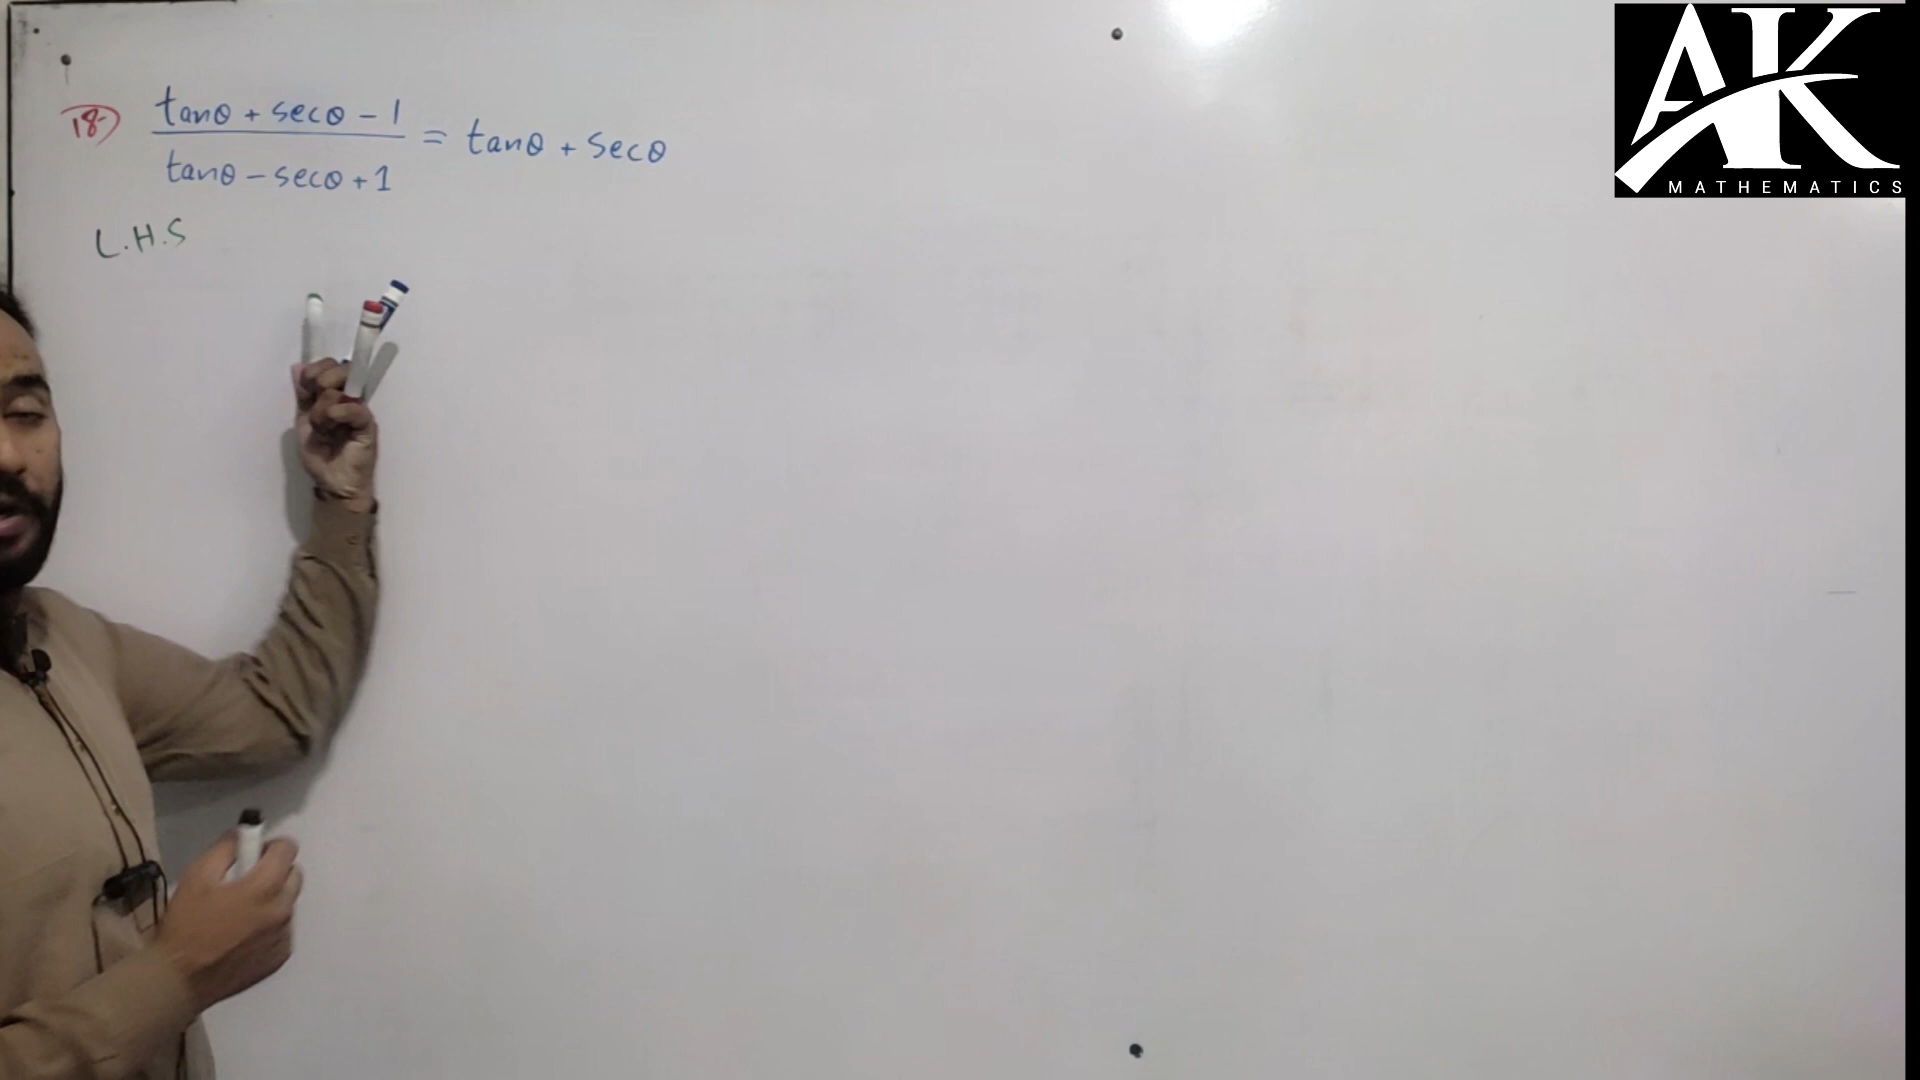 18) tanθ + secθ - 1 / tanθ - secθ + 1 = tanθ + secθ
L.H.S
AK
MATHEMATICS